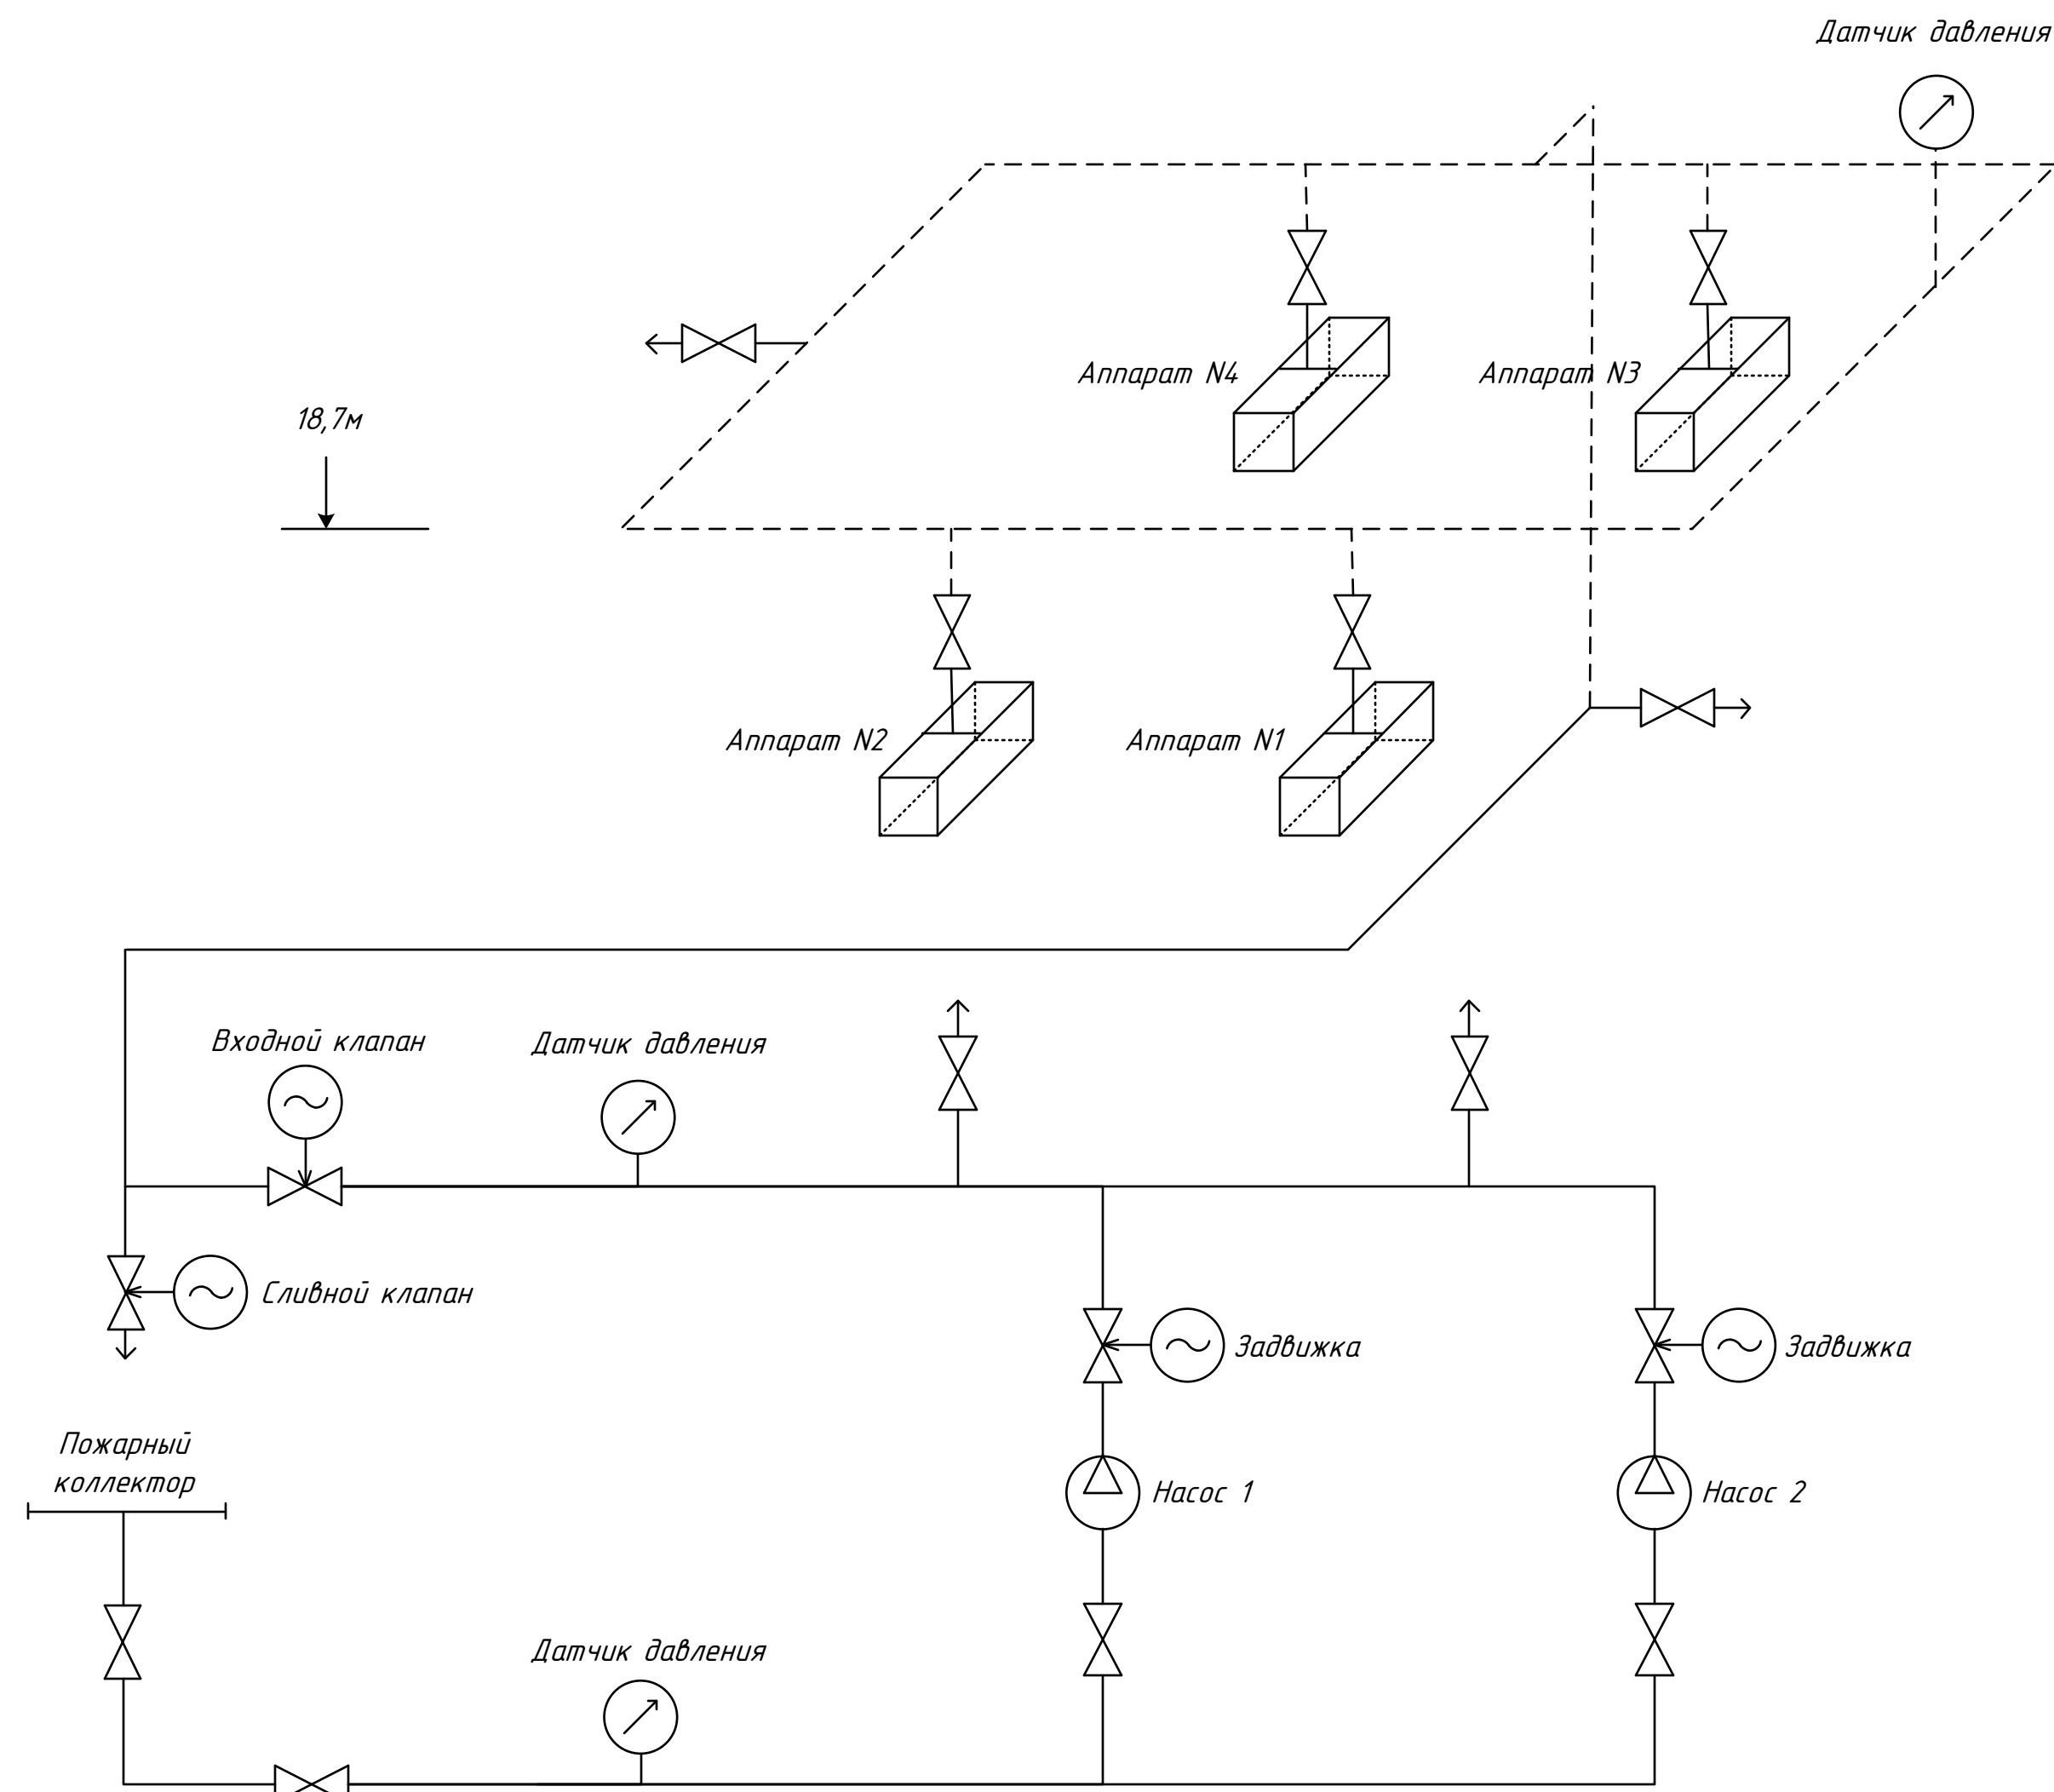 Датчик давления
Аппарат N4
Аппарат N3
18,7м
Аппарат N2
Аппарат N1
Входной клапан
Датчик давления
Сливной клапан
Задвижка
Задвижка
Пожарный
коллектор
Насос 1
Насос 2
Датчик давления